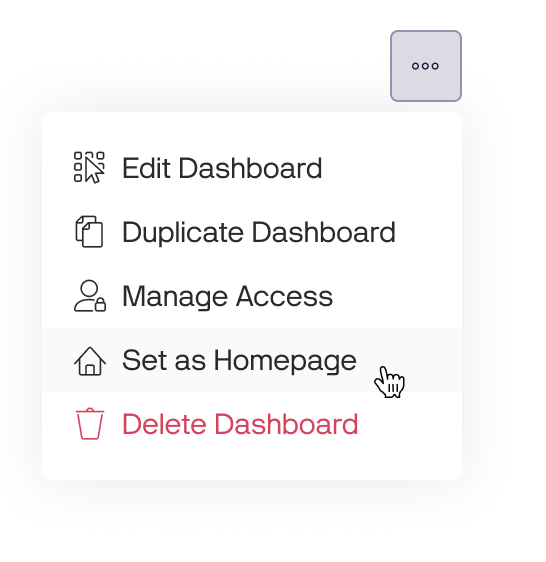 Edit Dashboard
Duplicate Dashboard
Manage Access
Set as Homepage
Delete Dashboard